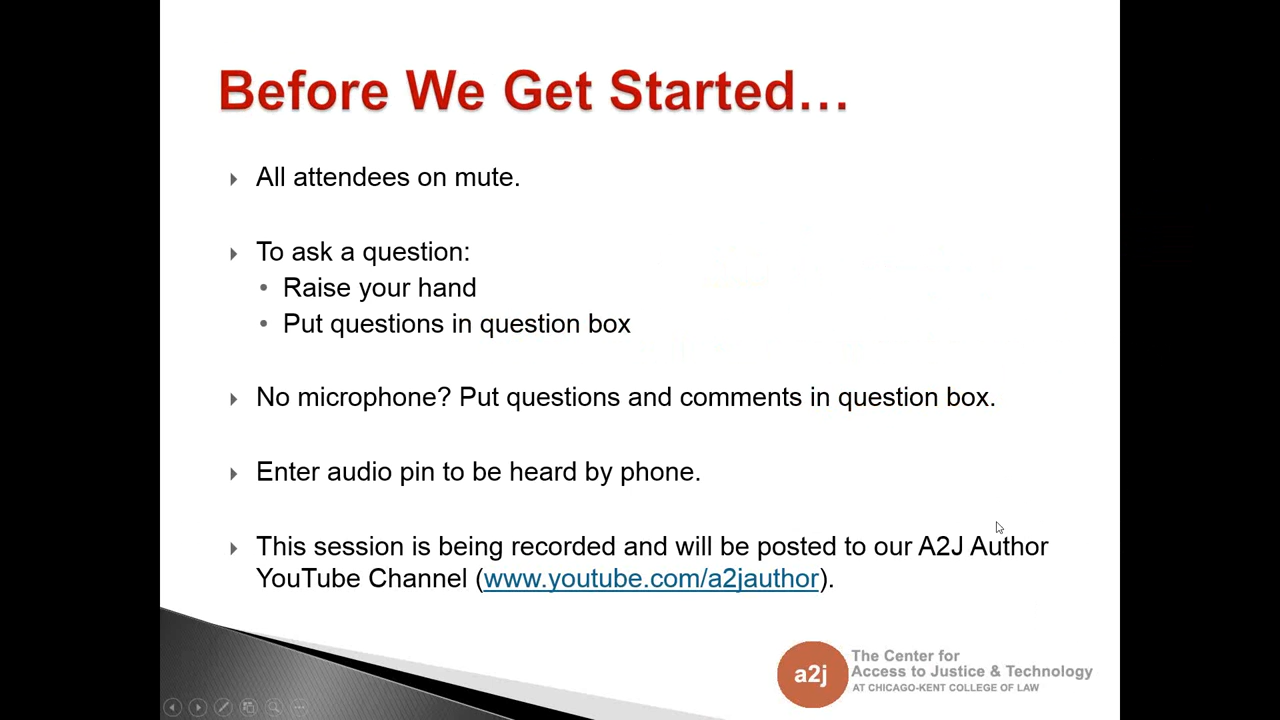 Before We Get Started…
All attendees on mute.
To ask a question:
Raise your hand
Put questions in question box
No microphone? Put questions and comments in question box.
Enter audio pin to be heard by phone.
This session is being recorded and will be posted to our A2J Author
YouTube Channel (www.youtube.com/a2jauthor).
a2j
The Center for
Access to Justice & Technology
AT CHICAGO-KENT COLLEGE OF LAW